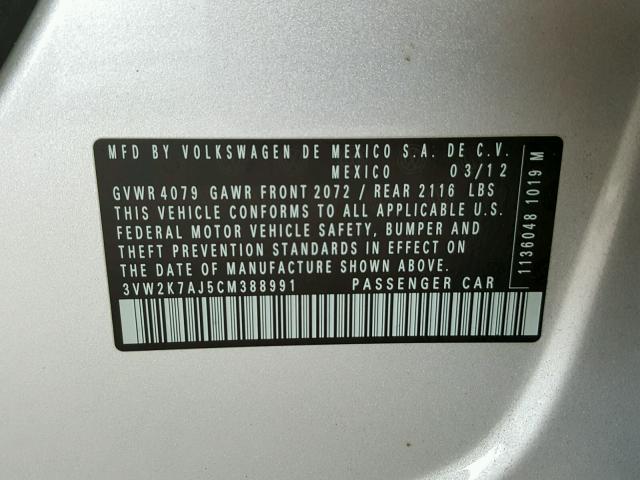 MFD BY VOLKSWAGEN DE MEXICO S.A. DE C.V.
MEXICO 03/12
GVWR 4079 GAWR FRONT 2072 / REAR 2116 LBS
THIS VEHICLE CONFORMS TO ALL APPLICABLE U.S.
FEDERAL MOTOR VEHICLE SAFETY, BUMPER AND
THEFT PREVENTION STANDARDS IN EFFECT ON
THE DATE OF MANUFACTURE SHOWN ABOVE.
3VW2K7AJ5CM388991 PASSENGER CAR
1136048 1019 M